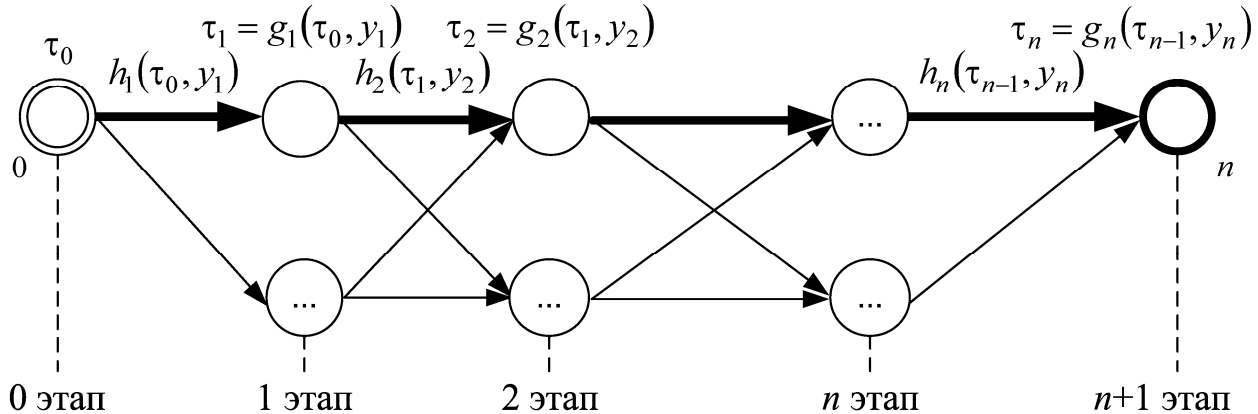 τ₀ τ₁ = g₁(τ₀, y₁) τ₂ = g₂(τ₁, y₂) τₙ = gₙ(τₙ₋₁, yₙ)
h₁(τ₀, y₁) h₂(τ₁, y₂) hₙ(τₙ₋₁, yₙ)
...
0 n
... ... ...
0 этап 1 этап 2 этап n этап n+1 этап